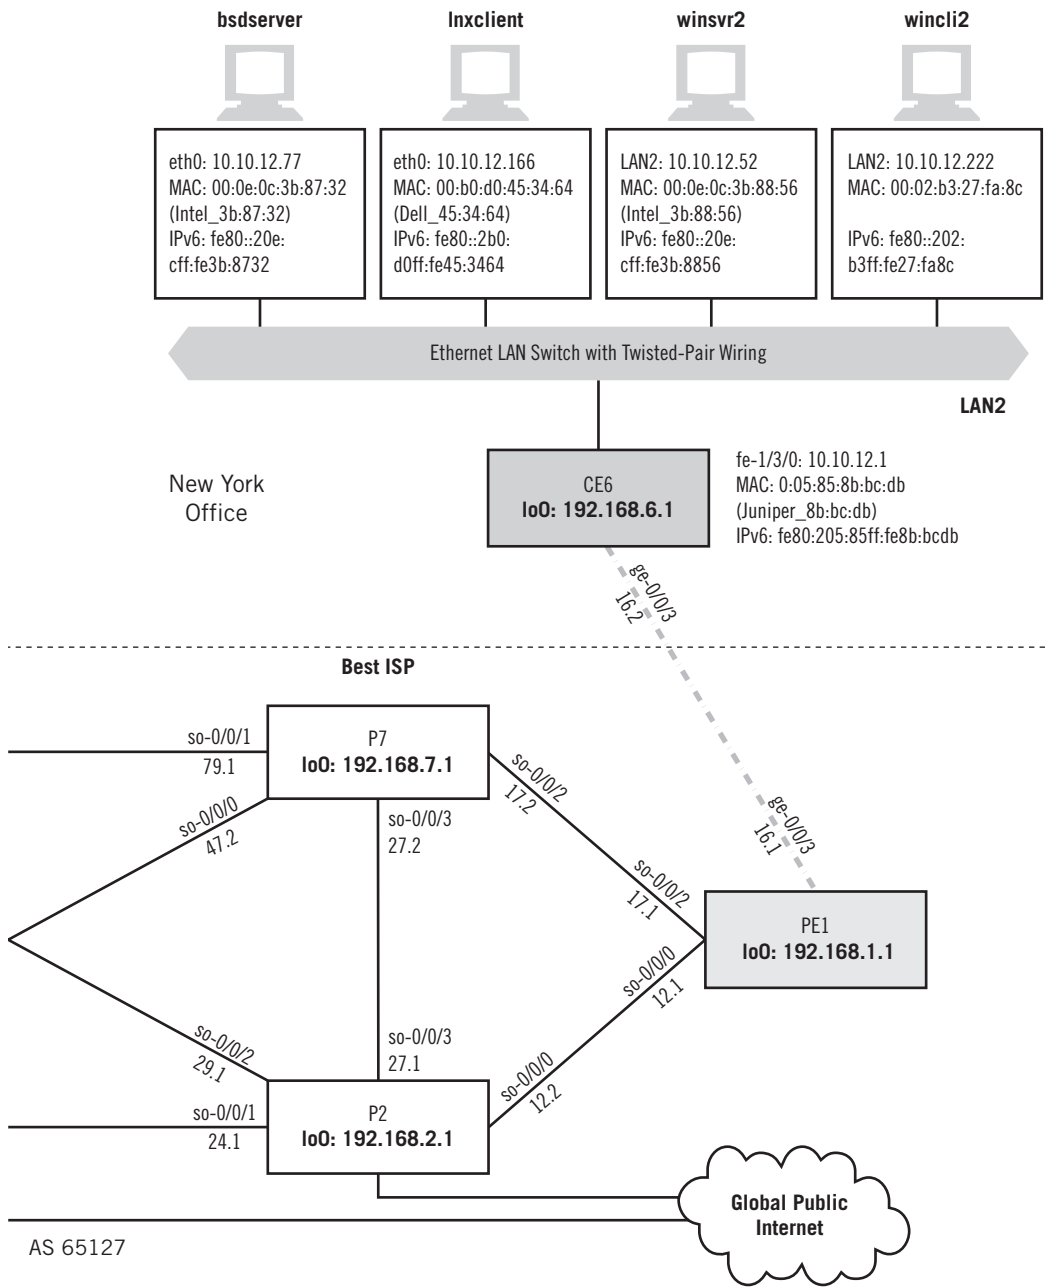 bsdserver
lnxclient
winsvr2
wincli2
eth0: 10.10.12.77
MAC: 00:0e:0c:3b:87:32
(Intel_3b:87:32)
IPv6: fe80::20e:
cff:fe3b:8732
eth0: 10.10.12.166
MAC: 00:b0:d0:45:34:64
(Dell_45:34:64)
IPv6: fe80::2b0:
d0ff:fe45:3464
LAN2: 10.10.12.52
MAC: 00:0e:0c:3b:88:56
(Intel_3b:88:56)
IPv6: fe80::20e:
cff:fe3b:8856
LAN2: 10.10.12.222
MAC: 00:02:b3:27:fa:8c
IPv6: fe80::202:
b3ff:fe27:fa8c
Ethernet LAN Switch with Twisted-Pair Wiring
LAN2
New York
Office
CE6
lo0: 192.168.6.1
fe-1/3/0: 10.10.12.1
MAC: 0:05:85:8b:bc:db
(Juniper_8b:bc:db)
IPv6: fe80:205:85ff:fe8b:bcdb
ge-0/0/3
16.2
Best ISP
so-0/0/1
79.1
P7
lo0: 192.168.7.1
so-0/0/2
17.2
so-0/0/0
47.2
so-0/0/3
27.2
ge-0/0/3
16.1
so-0/0/2
17.1
PE1
lo0: 192.168.1.1
so-0/0/0
12.1
so-0/0/2
29.1
so-0/0/3
27.1
so-0/0/0
12.2
so-0/0/1
24.1
P2
lo0: 192.168.2.1
Global Public
Internet
AS 65127